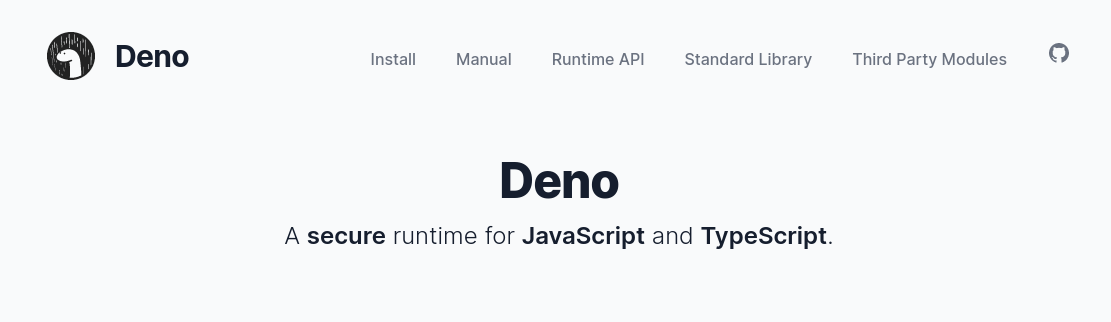 Deno
Install Manual Runtime API Standard Library Third Party Modules
Deno
A secure runtime for JavaScript and TypeScript.